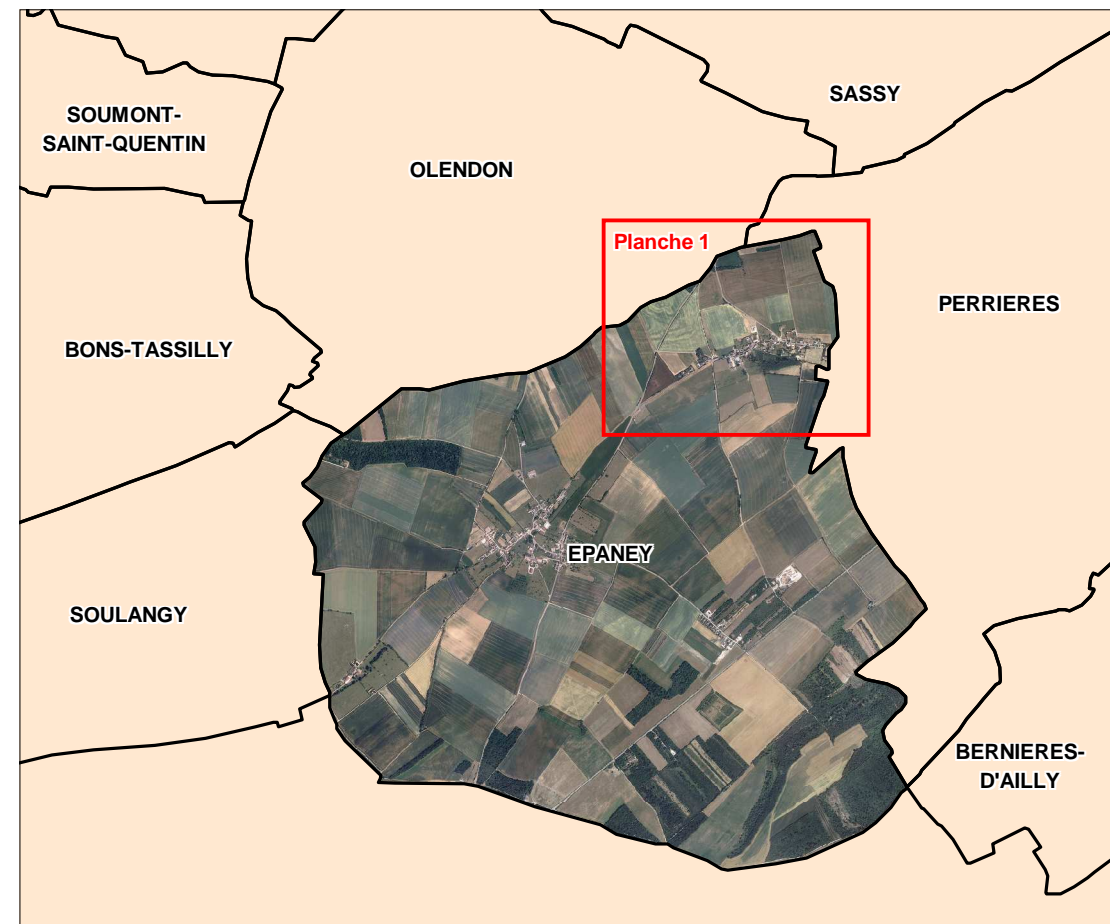 SASSY
SOUMONT-
SAINT-QUENTIN
OLENDON
Planche 1
PERRIERES
BONS-TASSILLY
EPANEY
SOULANGY
BERNIERES-
D'AILLY